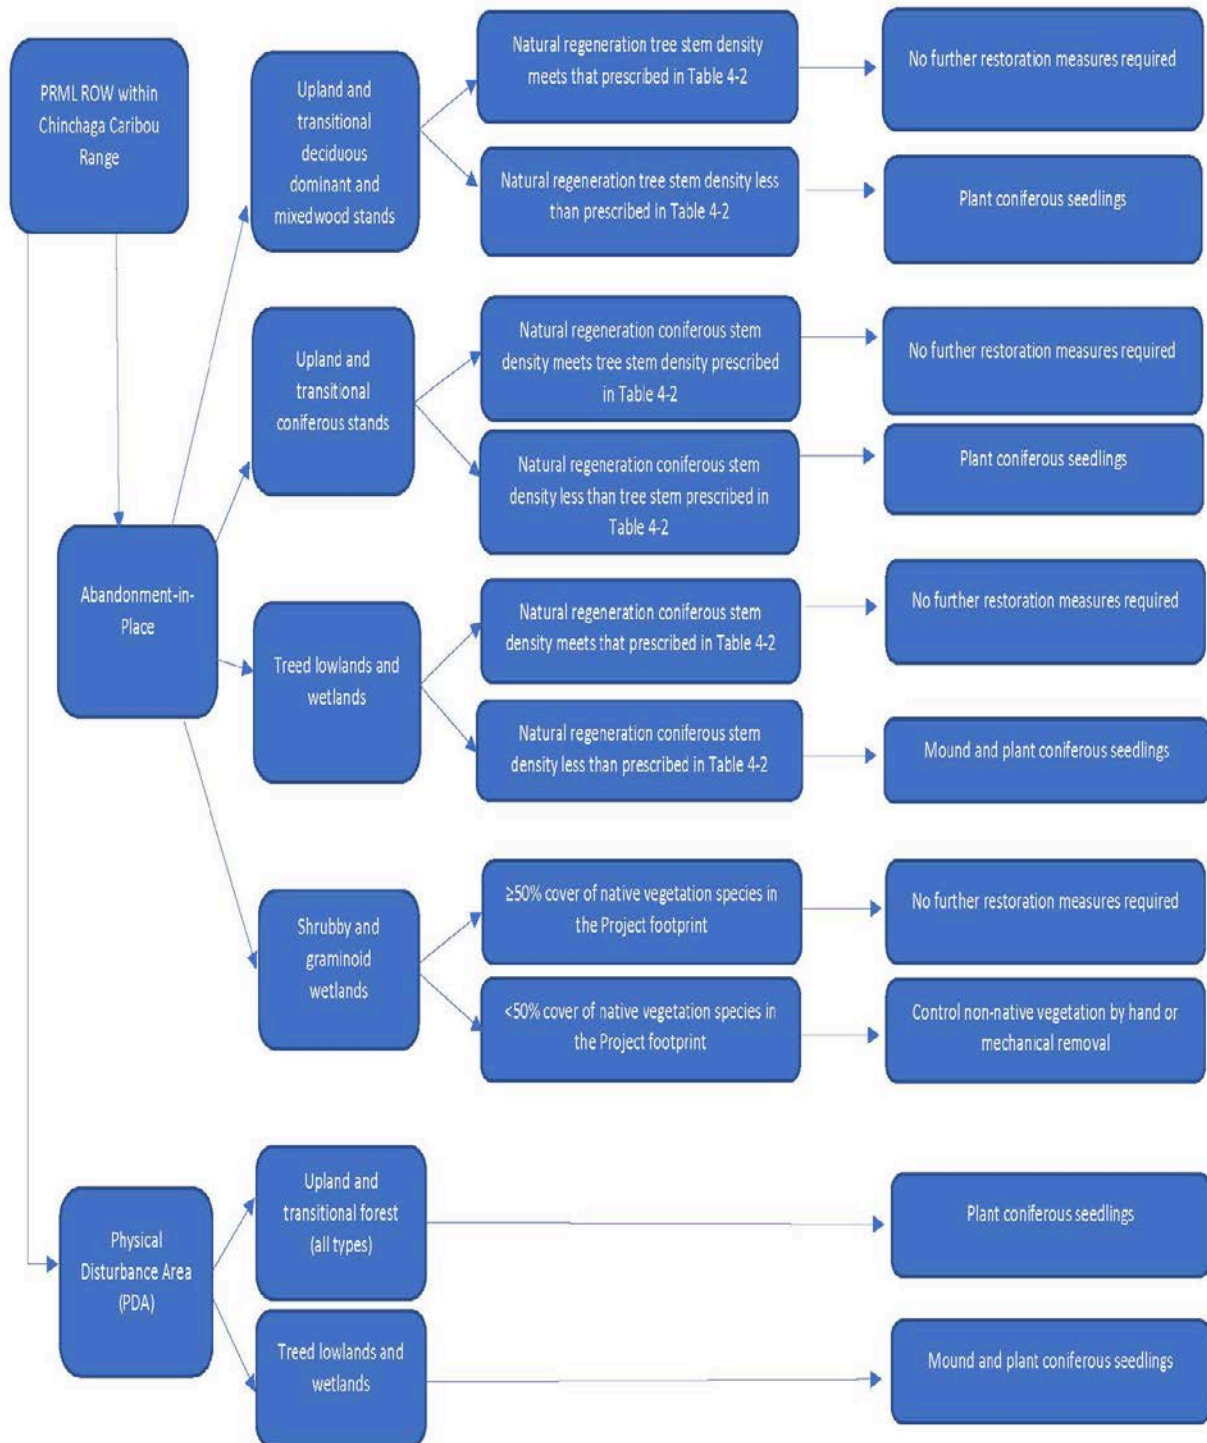 PRML ROW within
Chinchaga Caribou
Range
Upland and
transitional
deciduous
dominant and
mixedwood stands
Natural regeneration tree stem density
meets that prescribed in Table 4-2
No further restoration measures required
Natural regeneration tree stem density less
than prescribed in Table 4-2
Plant coniferous seedlings
Upland and
transitional
coniferous stands
Natural regeneration coniferous stem
density meets tree stem density prescribed
in Table 4-2
No further restoration measures required
Natural regeneration coniferous stem
density less than tree stem prescribed in
Table 4-2
Plant coniferous seedlings
Abandonment-in-
Place
Treed lowlands and
wetlands
Natural regeneration coniferous stem
density meets that prescribed in Table 4-2
No further restoration measures required
Natural regeneration coniferous stem
density less than prescribed in Table 4-2
Mound and plant coniferous seedlings
Shrubby and
graminoid
wetlands
≥50% cover of native vegetation species in
the Project footprint
No further restoration measures required
<50% cover of native vegetation species in
the Project footprint
Control non-native vegetation by hand or
mechanical removal
Physical
Disturbance Area
(PDA)
Upland and
transitional forest
(all types)
Plant coniferous seedlings
Treed lowlands and
wetlands
Mound and plant coniferous seedlings